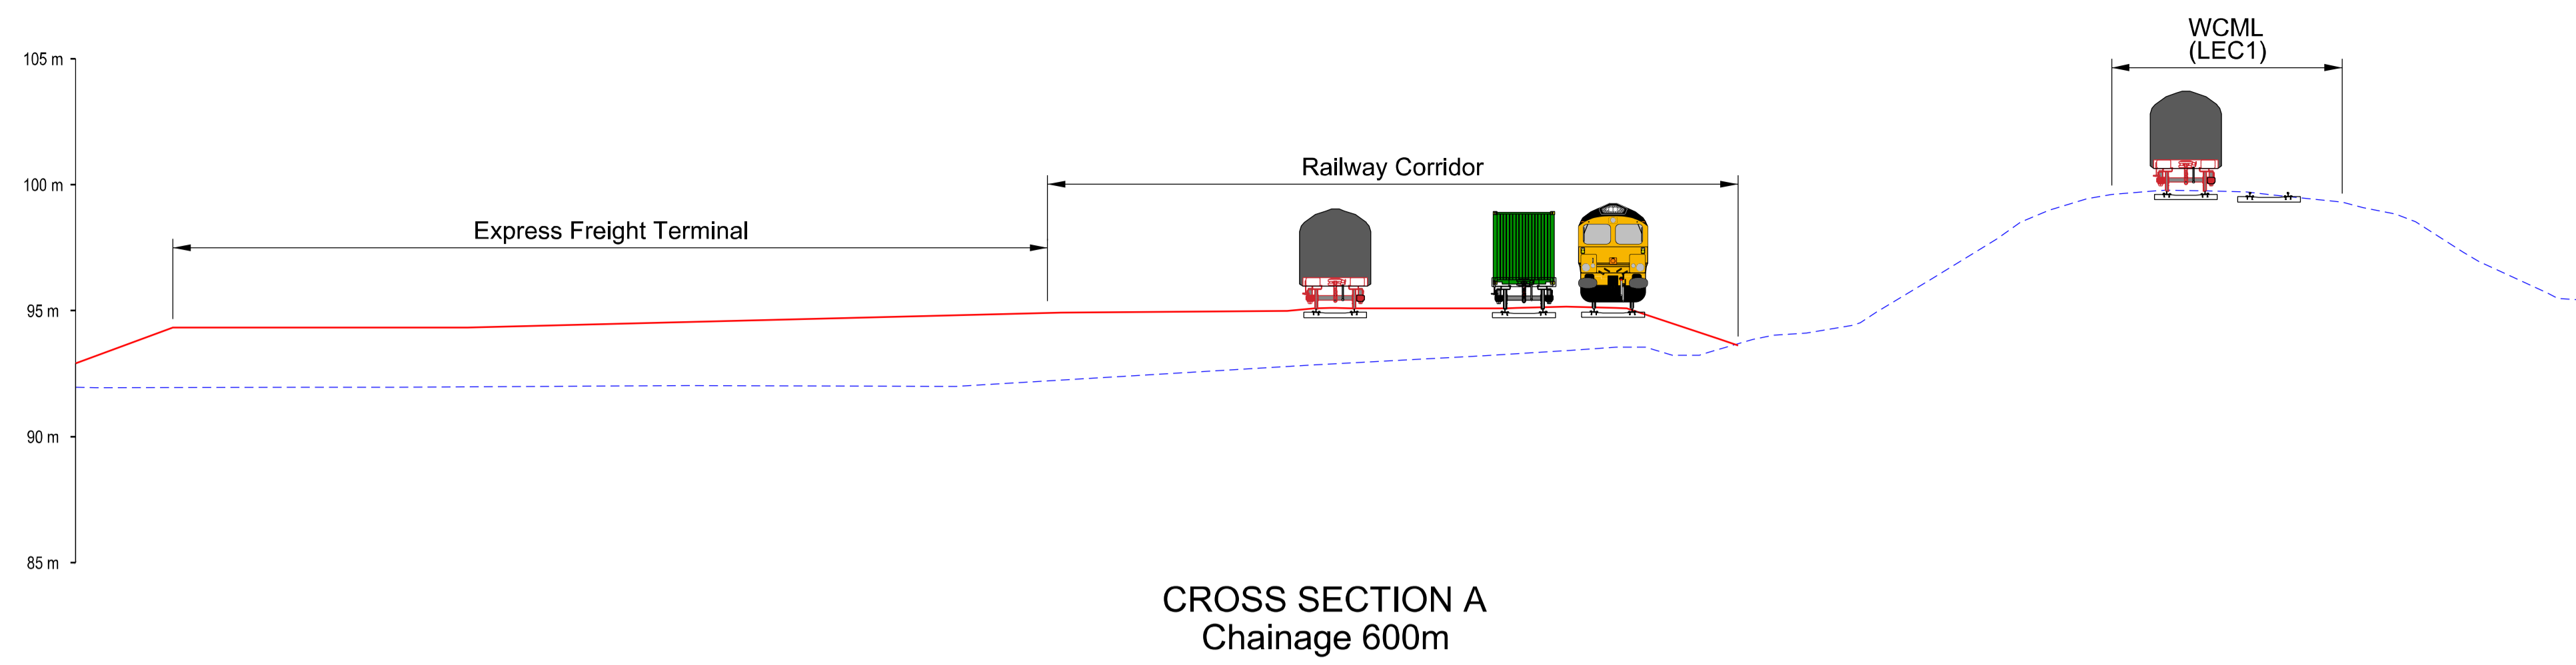 WCML
(LEC1)
105 m
Railway Corridor
100 m
Express Freight Terminal
95 m
90 m
85 m
CROSS SECTION A
Chainage 600m